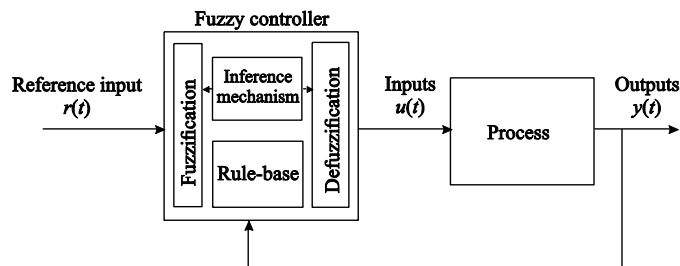 Fuzzy controller
Reference input
r(t)
Fuzzification
Inference
mechanism
Rule-base
Defuzzification
Inputs
u(t)
Process
Outputs
y(t)